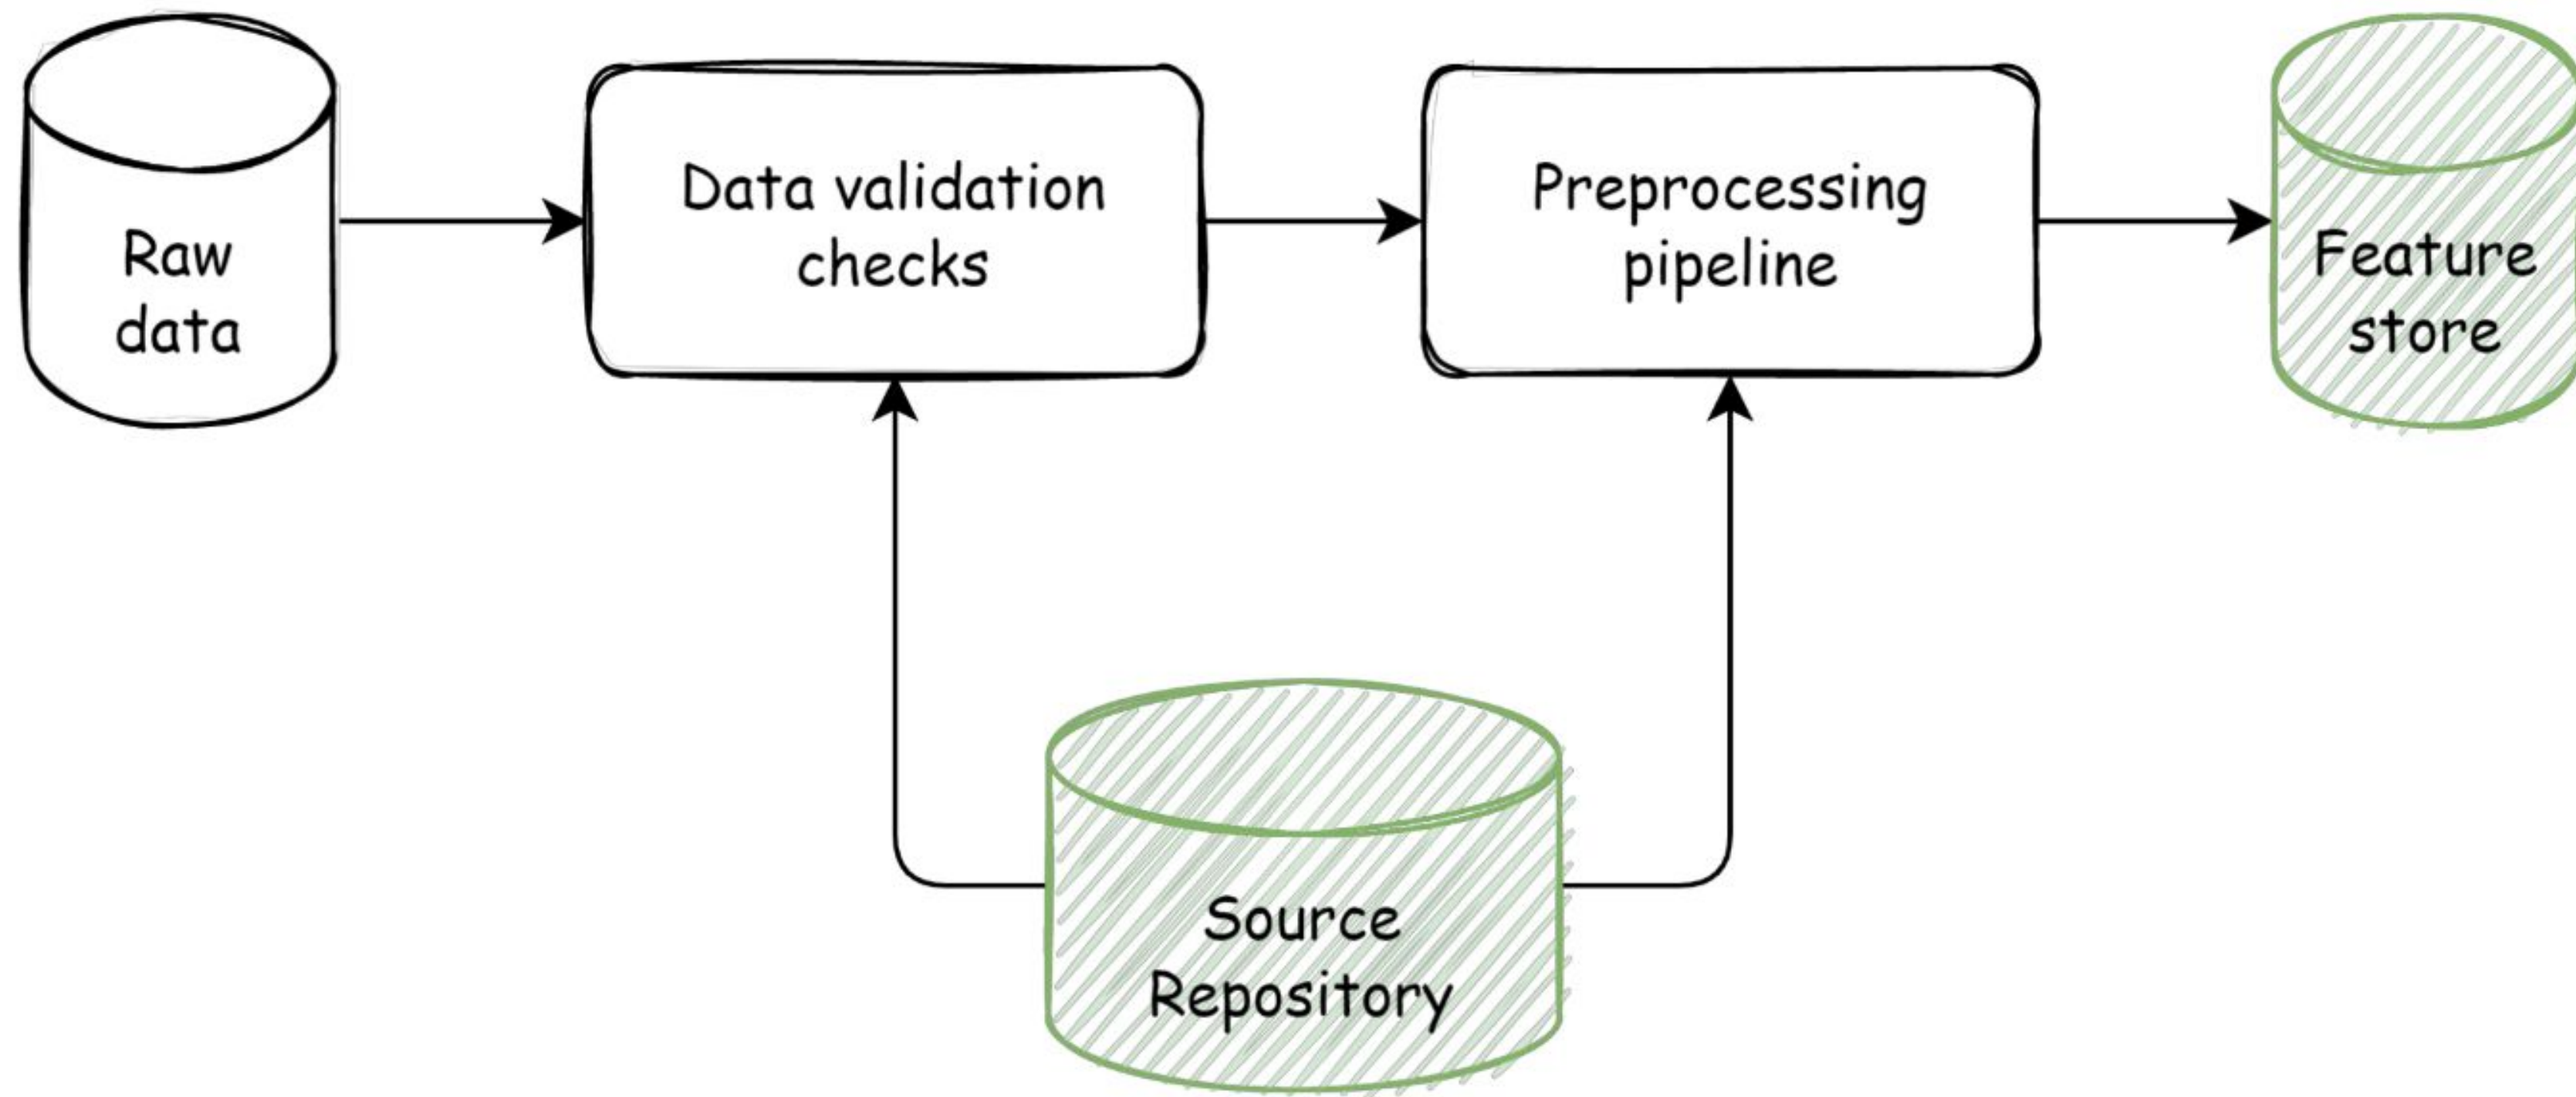 Raw
data
Data validation
checks
Preprocessing
pipeline
Feature
store
Source
Repository